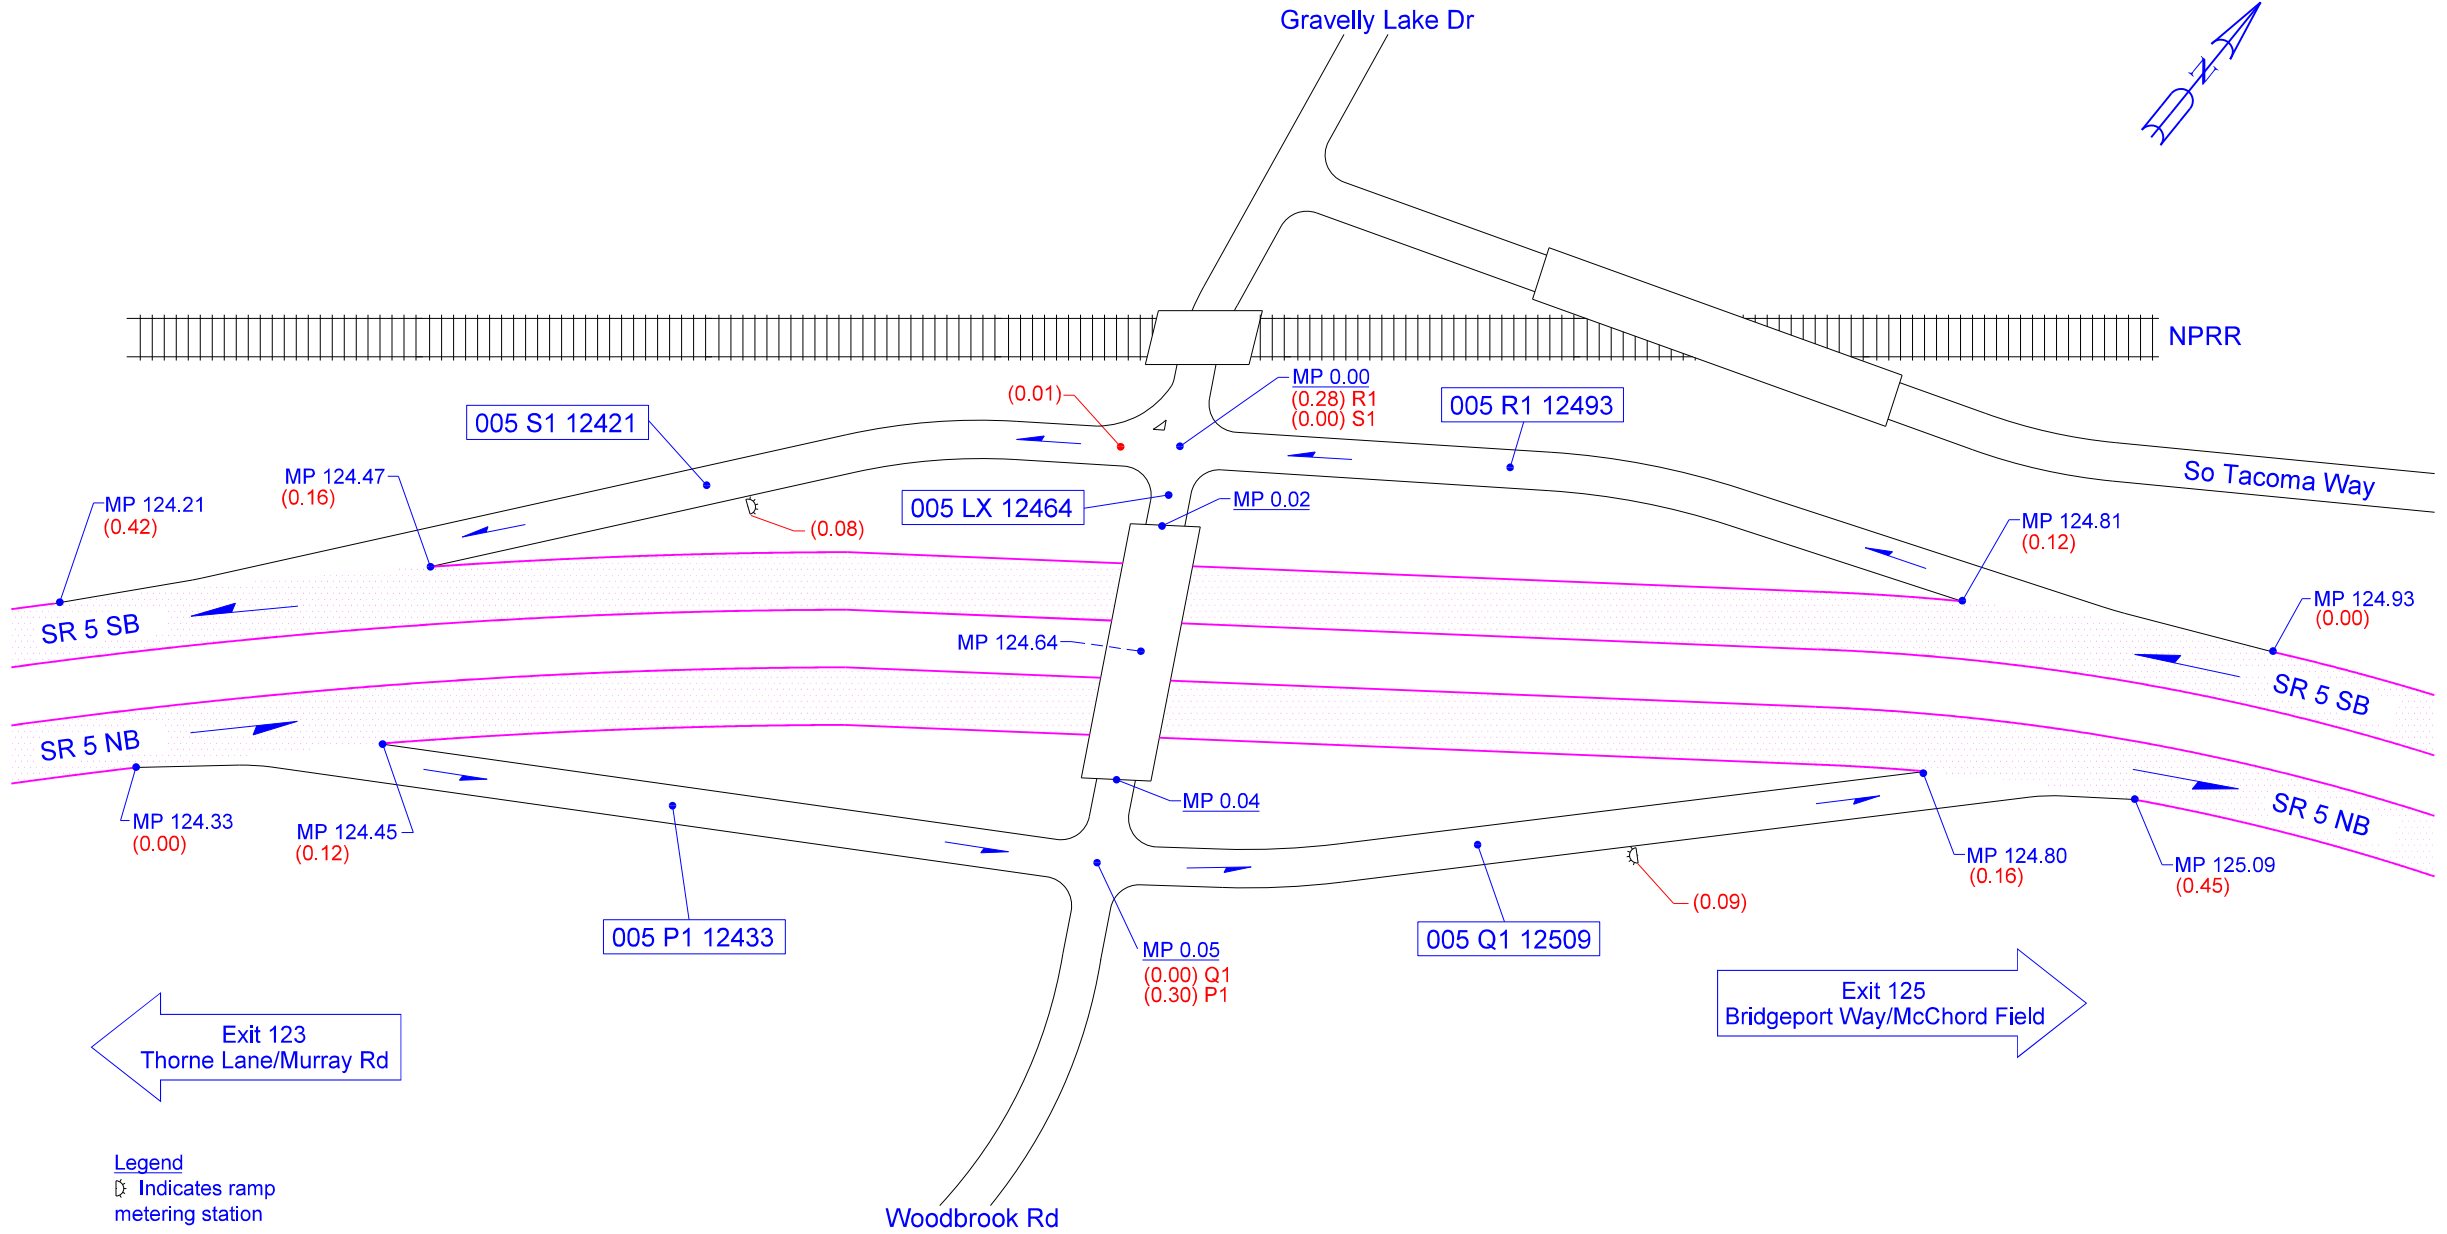 Gravelly Lake Dr
N
NPRR
MP 0.00
(0.28) R1
(0.00) S1
(0.01)
005 R1 12493
005 S1 12421
MP 124.47
(0.16)
MP 124.21
(0.42)
005 LX 12464
MP 0.02
(0.08)
So Tacoma Way
MP 124.81
(0.12)
MP 124.93
(0.00)
SR 5 SB
MP 124.64
SR 5 SB
SR 5 NB
MP 124.33
(0.00)
MP 124.45
(0.12)
MP 0.04
SR 5 NB
MP 124.80
(0.16)
MP 125.09
(0.45)
(0.09)
005 P1 12433
005 Q1 12509
MP 0.05
(0.00) Q1
(0.30) P1
Exit 125
Bridgeport Way/McChord Field
Exit 123
Thorne Lane/Murray Rd
Legend
Indicates ramp
metering station
Woodbrook Rd